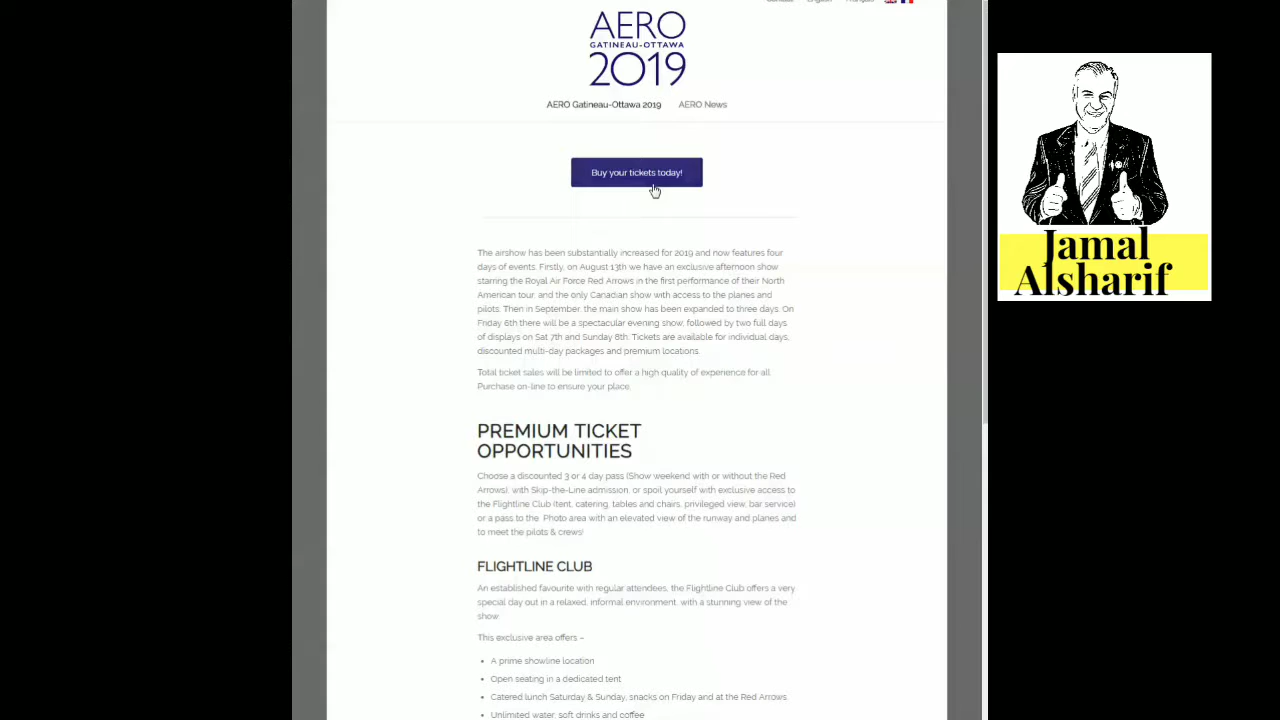 Contact English Français
AERO
GATINEAU-OTTAWA
2019
AERO Gatineau-Ottawa 2019 AERO News
Buy your tickets today!
The airshow has been substantially increased for 2019 and now features four
days of events. Firstly, on August 13th we have an exclusive afternoon show
starring the Royal Air Force Red Arrows in the first performance of their North
American tour, and the only Canadian show with access to the planes and
pilots. Then in September, the main show has been expanded to three days. On
Friday 6th there will be a spectacular evening show, followed by two full days
of displays on Sat 7th and Sunday 8th. Tickets are available for individual days,
discounted multi-day packages and premium locations.
Total ticket sales will be limited to offer a high quality of experience for all.
Purchase on-line to ensure your place.
PREMIUM TICKET
OPPORTUNITIES
Choose a discounted 3 or 4 day pass (Show weekend with or without the Red
Arrows), with Skip-the-Line admission, or spoil yourself with exclusive access to
the Flightline Club (tent, catering, tables and chairs, privileged view, bar service)
or a pass to the Photo area with an elevated view of the runway and planes and
to meet the pilots & crews!
FLIGHTLINE CLUB
An established favourite with regular attendees, the Flightline Club offers a very
special day out in a relaxed, informal environment, with a stunning view of the
show.
This exclusive area offers –
• A prime showline location
• Open seating in a dedicated tent
• Catered lunch Saturday & Sunday, snacks on Friday and at the Red Arrows
• Unlimited water, soft drinks and coffee
Jamal
Alsharif